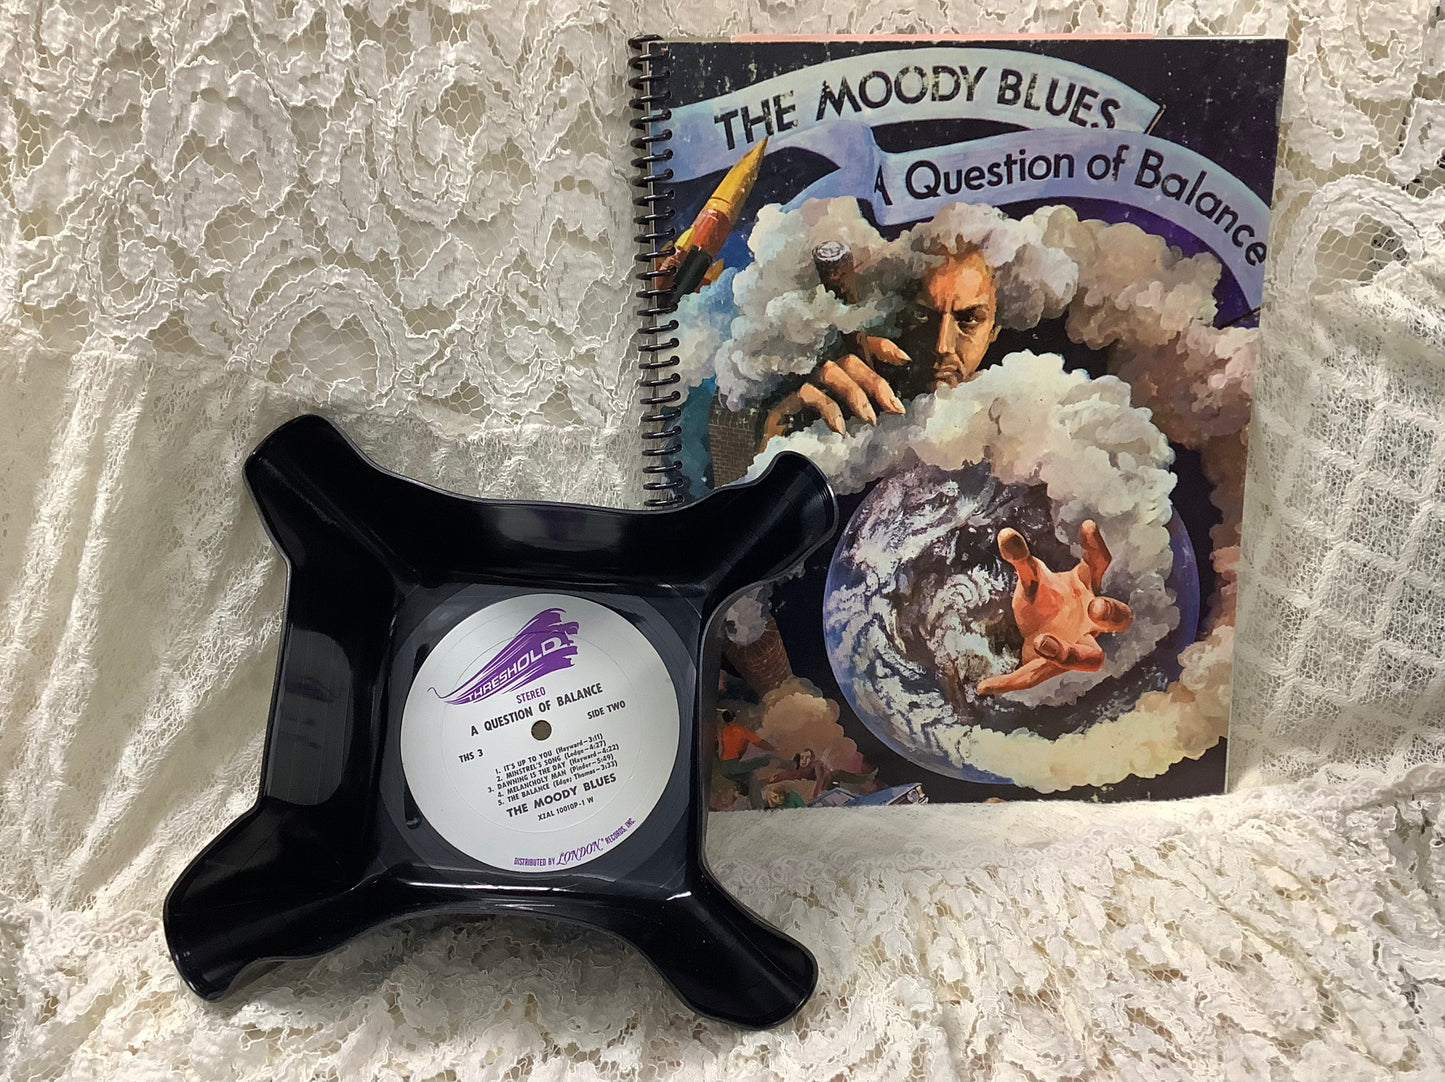 THE MOODY BLUES
A Question of Balance
THRESHOLD
STEREO
A QUESTION OF BALANCE
THS 3
SIDE TWO
1. IT'S UP TO YOU (Hayward—3:11)
2. MINSTREL'S SONG (Lodge—4:27)
3. DAWNING IS THE DAY (Hayward—4:22)
4. MELANCHOLY MAN (Pinder—5:49)
5. THE BALANCE (Edge; Thomas—3:33)
THE MOODY BLUES
XZAL 10010P-1 W
DISTRIBUTED BY LONDON RECORDS, INC.